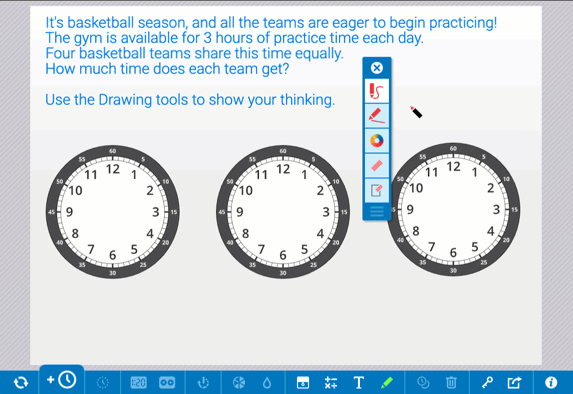 It's basketball season, and all the teams are eager to begin practicing!
The gym is available for 3 hours of practice time each day.
Four basketball teams share this time equally.
How much time does each team get?
Use the Drawing tools to show your thinking.
60 5 10 15 20 25 30 35 40 45 50 55
12 1 2 3 4 5 6 7 8 9 10 11
60 5 10 15 20 25 30 35 40 45 50 55
12 1 2 3 4 5 6 7 8 9 10 11
60 5 10 15 20 25 30 35 40 45 50 55
12 1 2 3 4 5 6 7 8 9 10 11